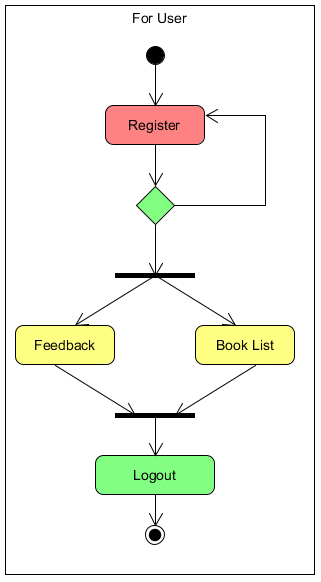 For User
Register
Feedback
Book List
Logout